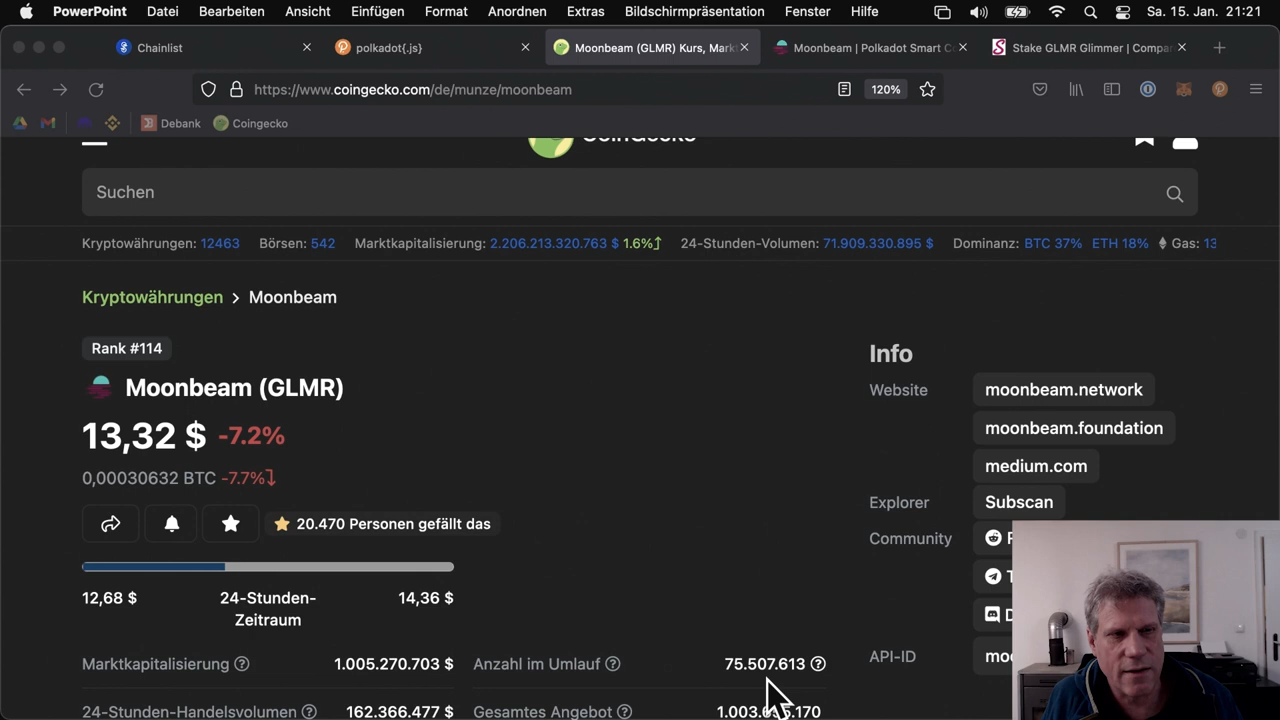 PowerPoint Datei Bearbeiten Ansicht Einfügen Format Anordnen Extras Bildschirmpräsentation Fenster Hilfe Sa. 15. Jan. 21:21
Chainlist polkadot{.js} Moonbeam (GLMR) Kurs, Mark Moonbeam | Polkadot Smart Co Stake GLMR Glimmer | Compa
https://www.coingecko.com/de/munze/moonbeam 120%
Debank Coingecko
CoinGecko
Suchen
Kryptowährungen: 12463 Börsen: 542 Marktkapitalisierung: 2.206.213.320.763 $ 1.6% 24-Stunden-Volumen: 71.909.330.895 $ Dominanz: BTC 37% ETH 18% Gas: 13
Kryptowährungen > Moonbeam
Rank #114
Moonbeam (GLMR)
13,32 $ -7.2%
0,00030632 BTC -7.7%
20.470 Personen gefällt das
12,68 $ 24-Stunden-Zeitraum 14,36 $
Marktkapitalisierung 1.005.270.703 $ Anzahl im Umlauf 75.507.613
24-Stunden-Handelsvolumen 162.366.477 $ Gesamtes Angebot
Info
Website moonbeam.network
moonbeam.foundation
medium.com
Explorer Subscan
Community
API-ID